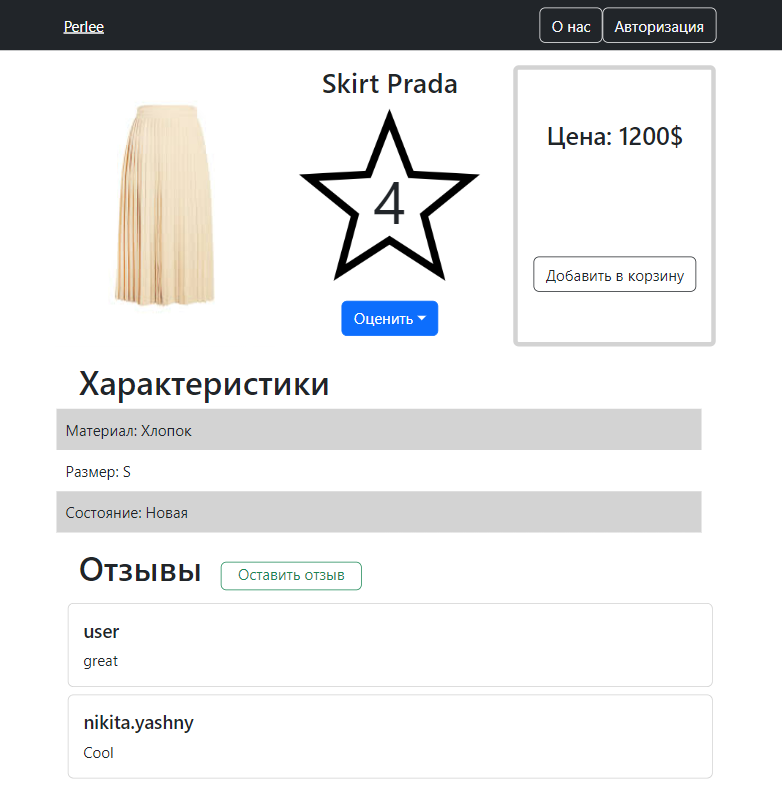 Perlee
О нас
Авторизация
Skirt Prada
4
Оценить
Цена: 1200$
Добавить в корзину
Характеристики
Материал: Хлопок
Размер: S
Состояние: Новая
Отзывы
Оставить отзыв
user
great
nikita.yashny
Cool